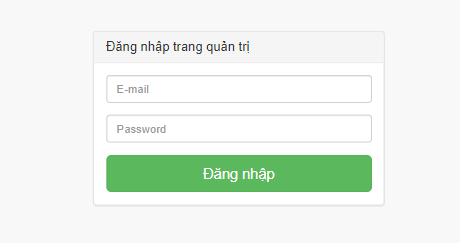 Đăng nhập trang quản trị
E-mail
Password
Đăng nhập